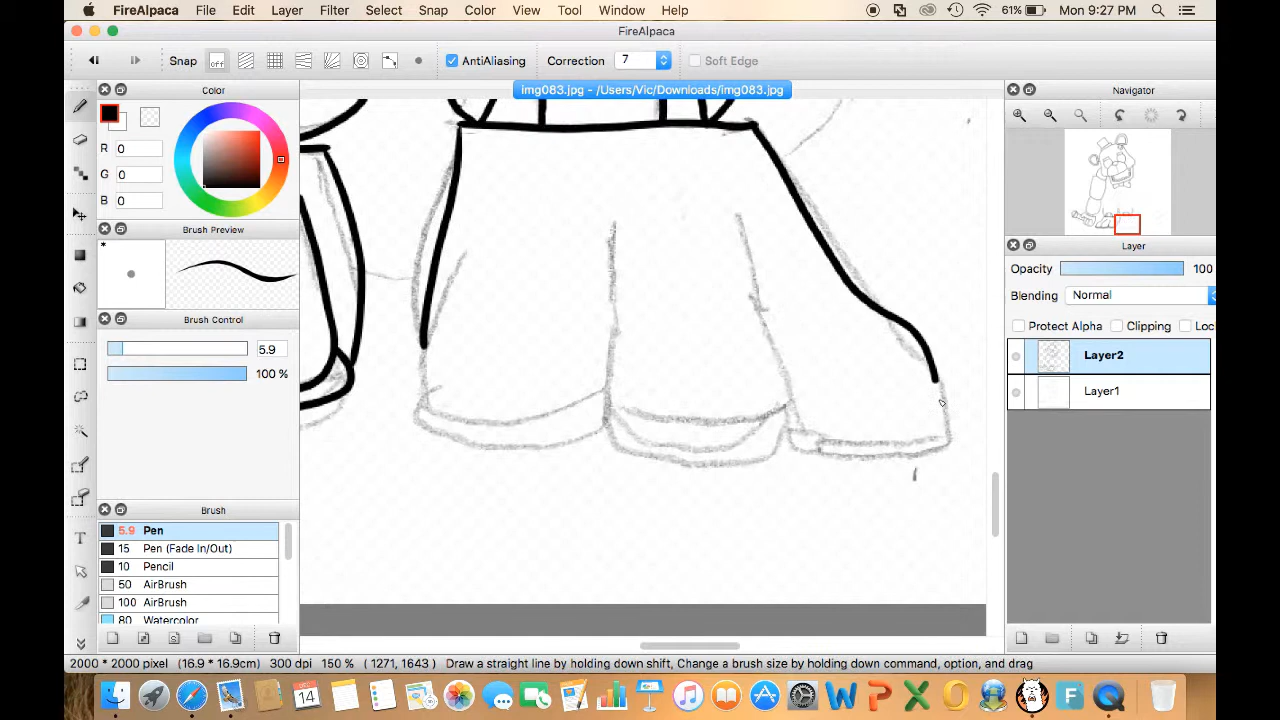 FireAlpaca File Edit Layer Filter Select Snap Color View Tool Window Help 61% Mon 9:27 PM
FireAlpaca
Snap off AntiAliasing Correction 7 Soft Edge
img083.jpg - /Users/Vic/Downloads/img083.jpg
Color
R 0
G 0
B 0
Brush Preview
*
Brush Control
5.9
100 %
Brush
5.9 Pen
15 Pen (Fade In/Out)
10 Pencil
50 AirBrush
100 AirBrush
80 Watercolor
T
Navigator
Layer
Opacity 100
Blending Normal
Protect Alpha Clipping Loc
Layer2
Layer1
2000 * 2000 pixel (16.9 * 16.9cm) 300 dpi 150 % (1271, 1643) Draw a straight line by holding down shift, Change a brush size by holding down command, option, and drag
14